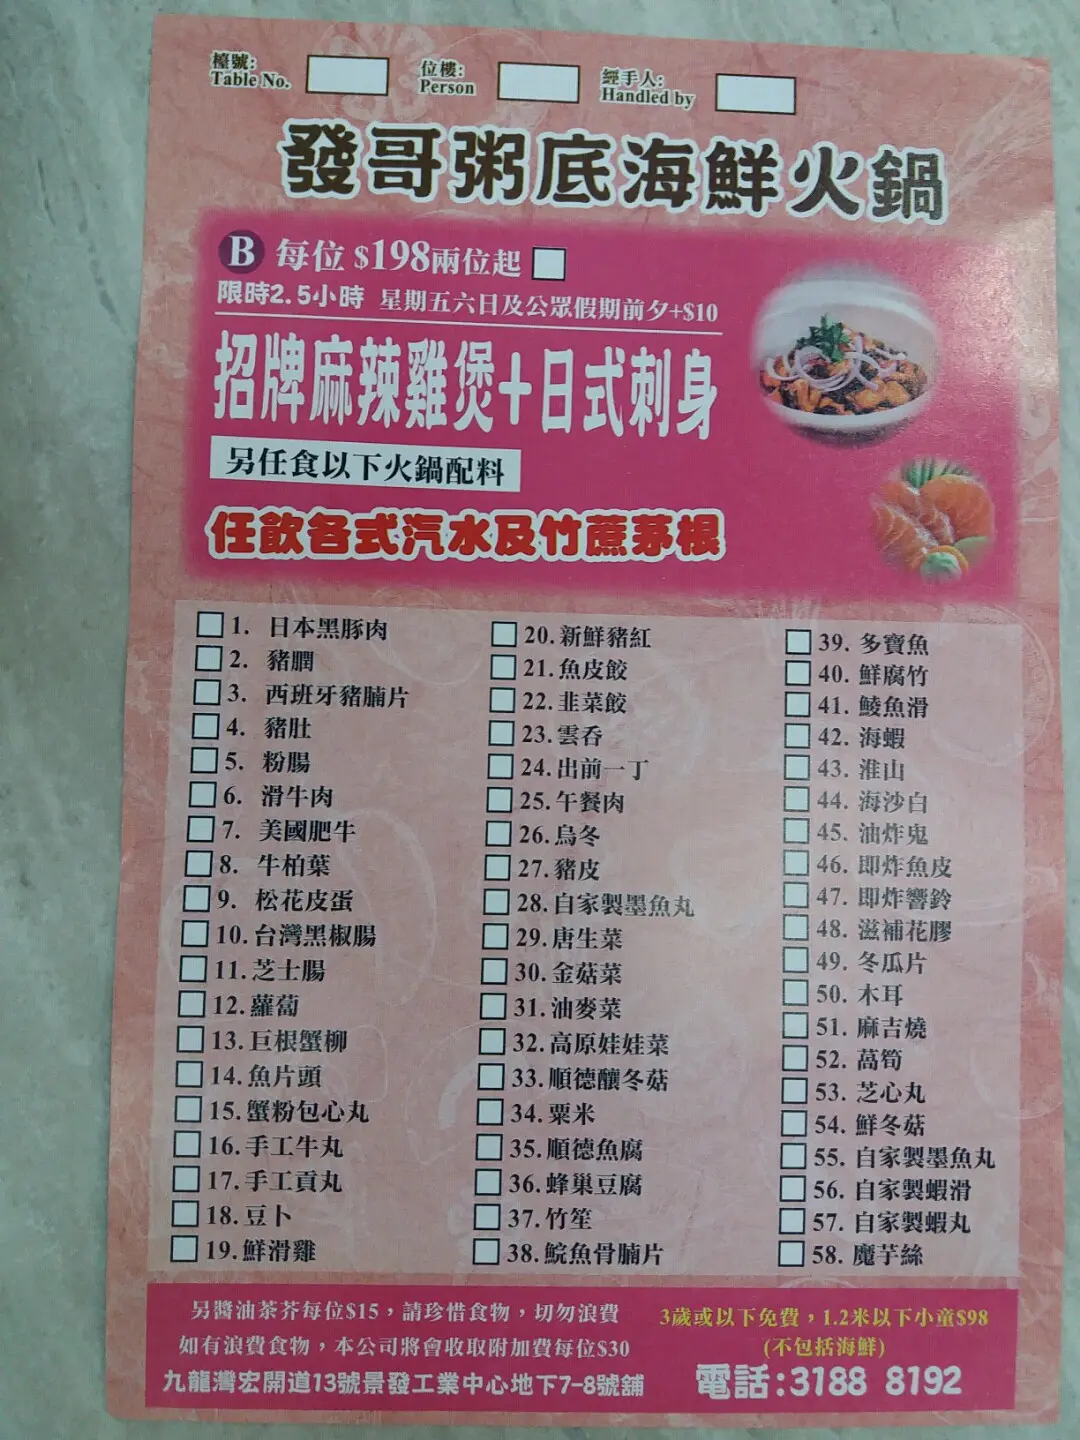 檯號: 位樓: 經手人:
Table No. Person Handled by
發哥粥底海鮮火鍋
B 每位 $198兩位起
限時2.5小時 星期五六日及公眾假期前夕+$10
招牌麻辣雞煲+日式刺身
另任食以下火鍋配料
任飲各式汽水及竹蔗茅根
1. 日本黑豚肉
2. 豬膶
3. 西班牙豬腩片
4. 豬肚
5. 粉腸
6. 滑牛肉
7. 美國肥牛
8. 牛柏葉
9. 松花皮蛋
10.台灣黑椒腸
11.芝士腸
12.蘿蔔
13.巨根蟹柳
14.魚片頭
15.蟹粉包心丸
16.手工牛丸
17.手工貢丸
18.豆卜
19.鮮滑雞
20.新鮮豬紅
21.魚皮餃
22.韭菜餃
23.雲吞
24.出前一丁
25.午餐肉
26.烏冬
27.豬皮
28.自家製墨魚丸
29.唐生菜
30.金菇菜
31.油麥菜
32.高原娃娃菜
33.順德釀冬菇
34.粟米
35.順德魚腐
36.蜂巢豆腐
37.竹笙
38.鯇魚骨腩片
39. 多寶魚
40. 鮮腐竹
41. 鯪魚滑
42. 海蝦
43. 淮山
44. 海沙白
45. 油炸鬼
46. 即炸魚皮
47. 即炸響鈴
48. 滋補花膠
49. 冬瓜片
50. 木耳
51. 麻吉燒
52. 萵筍
53. 芝心丸
54. 鮮冬菇
55. 自家製墨魚丸
56. 自家製蝦滑
57. 自家製蝦丸
58. 魔芋絲
另醬油茶芥每位$15，請珍惜食物，切勿浪費
如有浪費食物，本公司將會收取附加費每位$30
九龍灣宏開道13號景發工業中心地下7-8號舖
3歲或以下免費，1.2米以下小童$98
(不包括海鮮)
電話:3188 8192